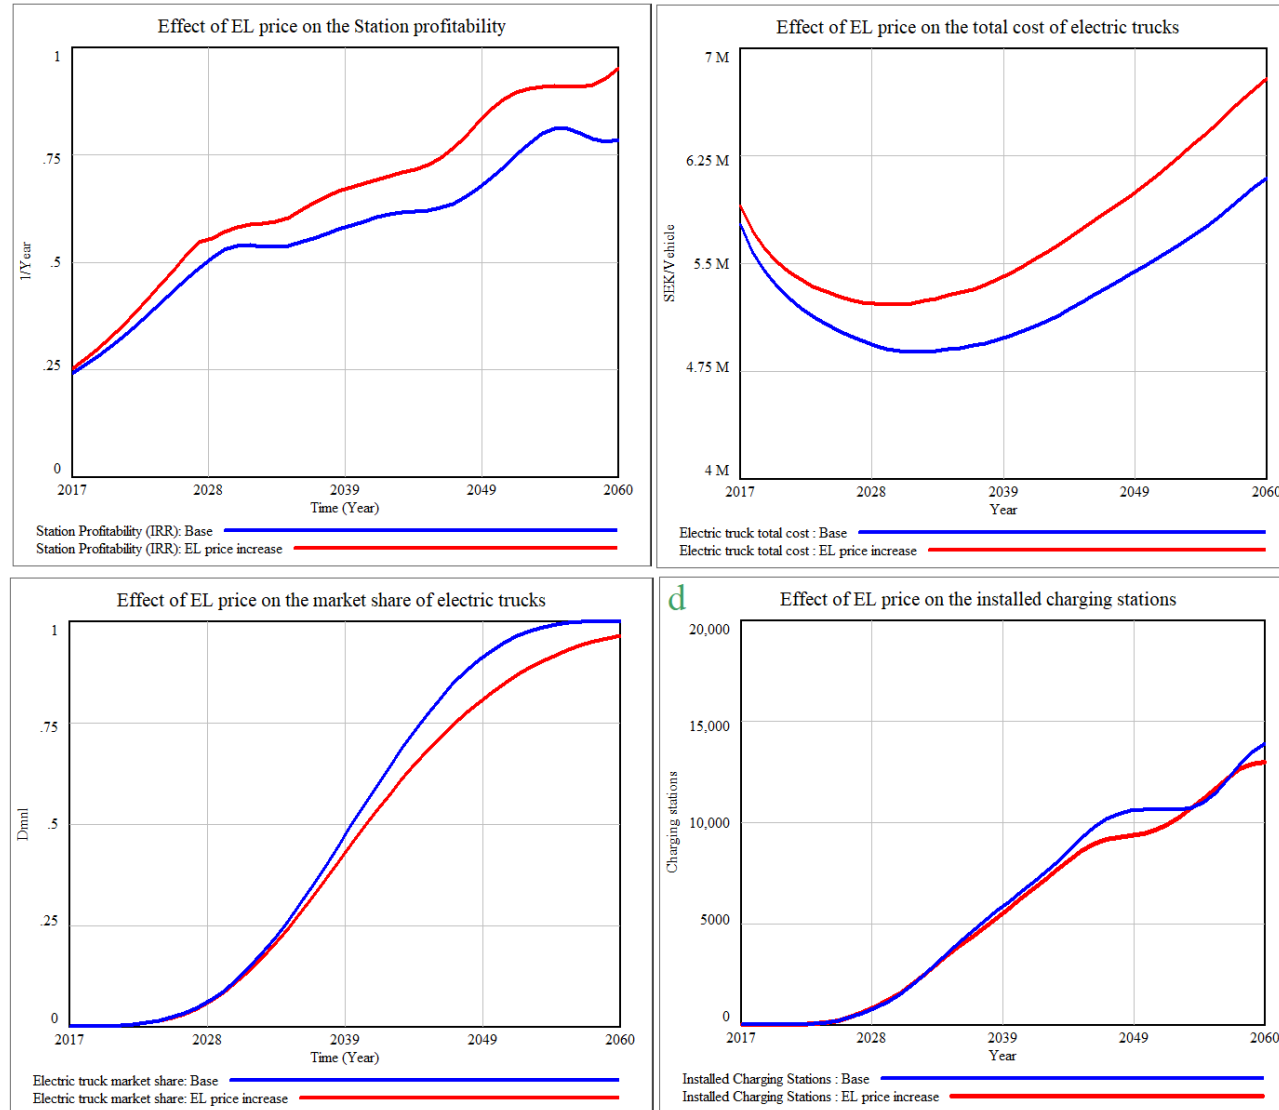 Effect of EL price on the Station profitability
1
.75
.5
.25
0
1/Year
2017 2028 2039 2049 2060
Time (Year)
Station Profitability (IRR): Base
Station Profitability (IRR): EL price increase
Effect of EL price on the total cost of electric trucks
7 M
6.25 M
5.5 M
4.75 M
4 M
SEK/Vehicle
2017 2028 2039 2049 2060
Year
Electric truck total cost : Base
Electric truck total cost : EL price increase
Effect of EL price on the market share of electric trucks
1
.75
.5
.25
0
Dmnl
2017 2028 2039 2049 2060
Time (Year)
Electric truck market share: Base
Electric truck market share: EL price increase
d
Effect of EL price on the installed charging stations
20,000
15,000
10,000
5000
0
Charging stations
2017 2028 2039 2049 2060
Year
Installed Charging Stations : Base
Installed Charging Stations : EL price increase